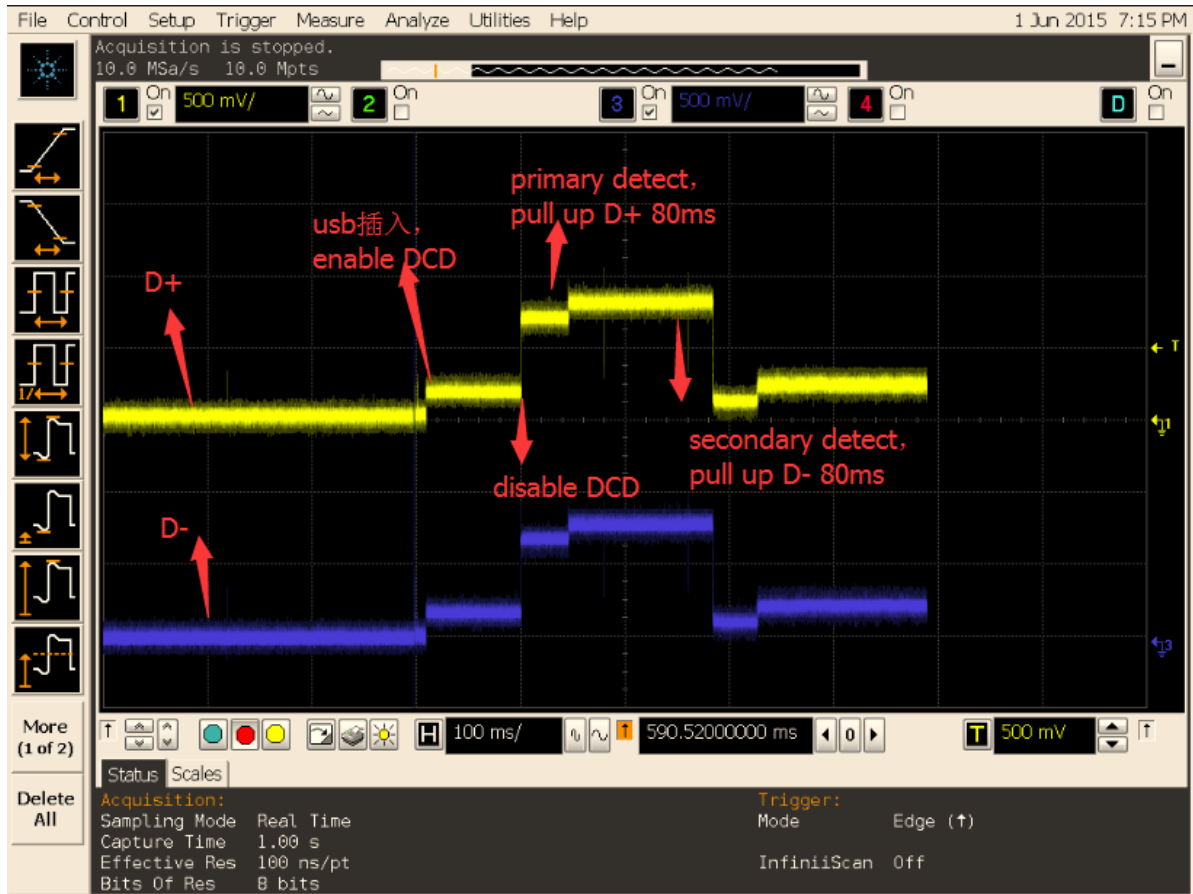 File Control Setup Trigger Measure Analyze Utilities Help 1 Jun 2015 7:15 PM
Acquisition is stopped.
10.0 MSa/s 10.0 Mpts
1 On 500 mV/ 2 On 3 On 500 mV/ 4 On D On
primary detect,
pull up D+ 80ms
usb插入,
enable DCD
D+
T
1
secondary detect,
pull up D- 80ms
disable DCD
D-
3
1/
More
(1 of 2)
H 100 ms/ 590.52000000 ms 0 T 500 mV
Status Scales
Delete
All
Acquisition:
Sampling Mode Real Time
Capture Time 1.00 s
Effective Res 100 ns/pt
Bits Of Res 8 bits
Trigger:
Mode Edge (↑)
InfiniiScan Off